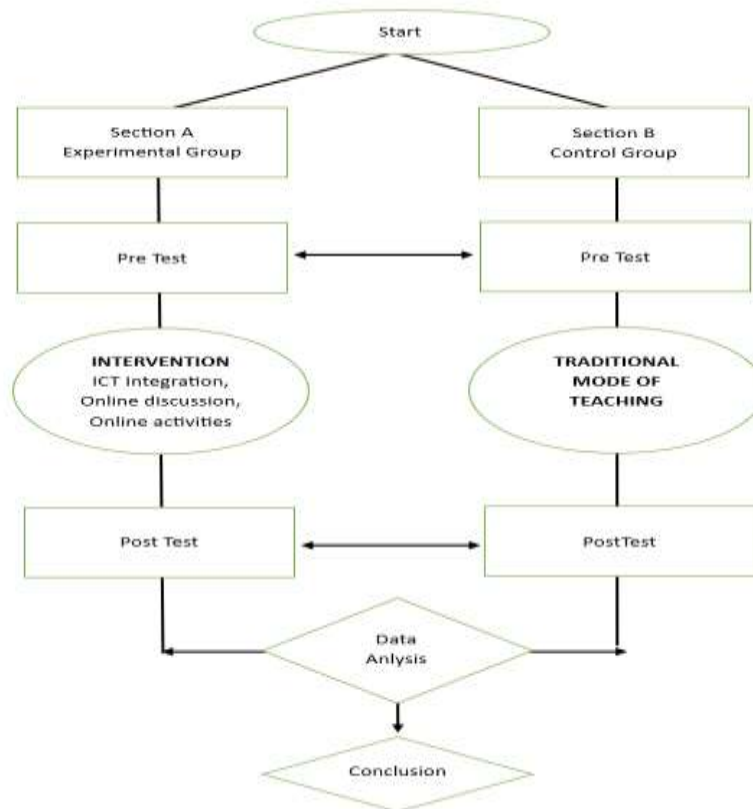 Start
Section A
Experimental Group
Section B
Control Group
Pre Test
Pre Test
INTERVENTION
ICT Integration,
Online discussion,
Online activities
TRADITIONAL
MODE OF
TEACHING
Post Test
PostTest
Data
Anlysis
Conclusion